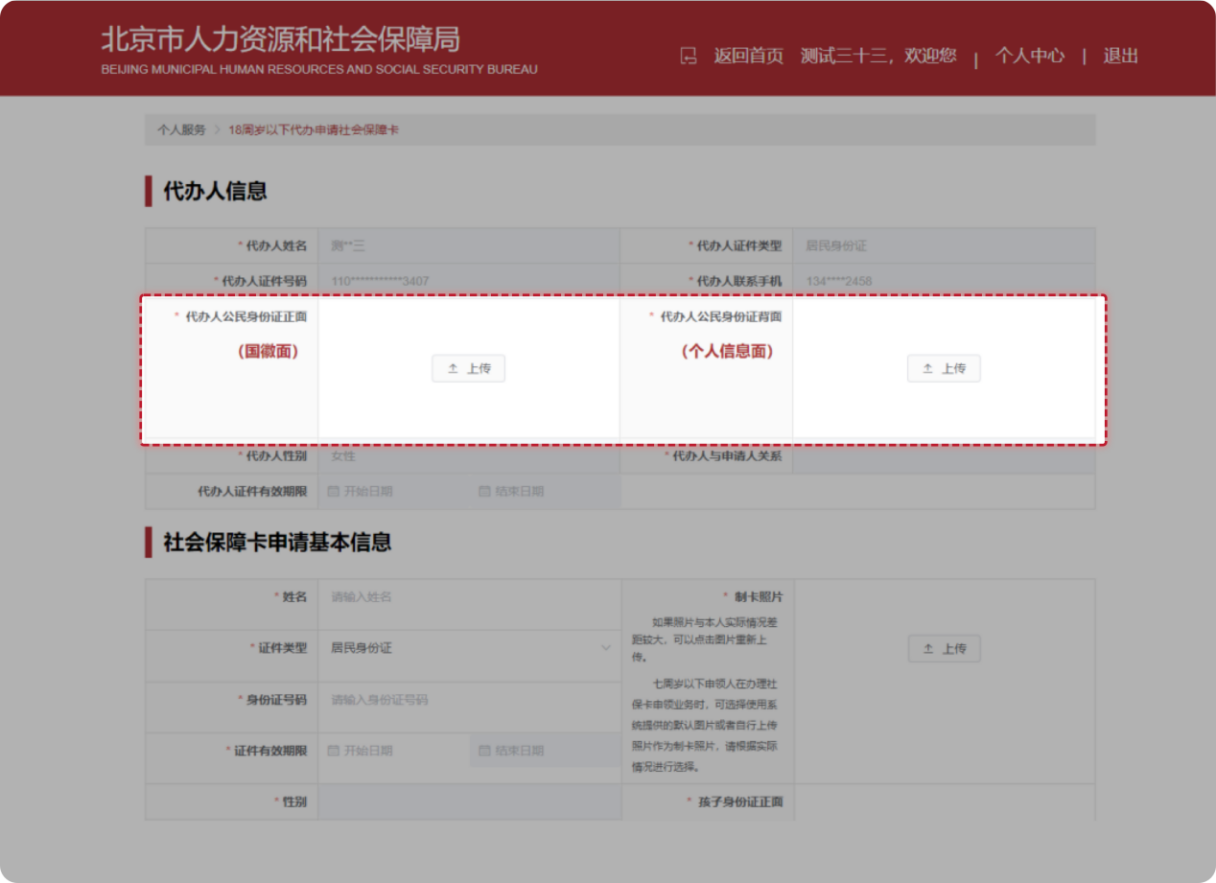 北京市人力资源和社会保障局
BEIJING MUNICIPAL HUMAN RESOURCES AND SOCIAL SECURITY BUREAU
返回首页 测试三十三，欢迎您 | 个人中心 | 退出
个人服务 > 18周岁以下代办申请社会保障卡
代办人信息
* 代办人姓名 测**三 * 代办人证件类型 居民身份证
* 代办人证件号码 110***********3407 * 代办人联系手机 134****2458
* 代办人公民身份证正面 * 代办人公民身份证背面
（国徽面） （个人信息面）
上传 上传
* 代办人性别 女性 * 代办人与申请人关系
代办人证件有效期限 开始日期 结束日期
社会保障卡申请基本信息
* 姓名 请输入姓名 * 制卡照片
如果照片与本人实际情况差
距较大，可以点击图片重新上
传。
* 证件类型 居民身份证 上传
七周岁以下申领人在办理社
保卡申领业务时，可选择使用系
统提供的默认图片或者自行上传
照片作为制卡照片，请根据实际
情况进行选择。
* 身份证号码 请输入身份证号码
* 证件有效期限 开始日期 结束日期
* 性别 * 孩子身份证正面